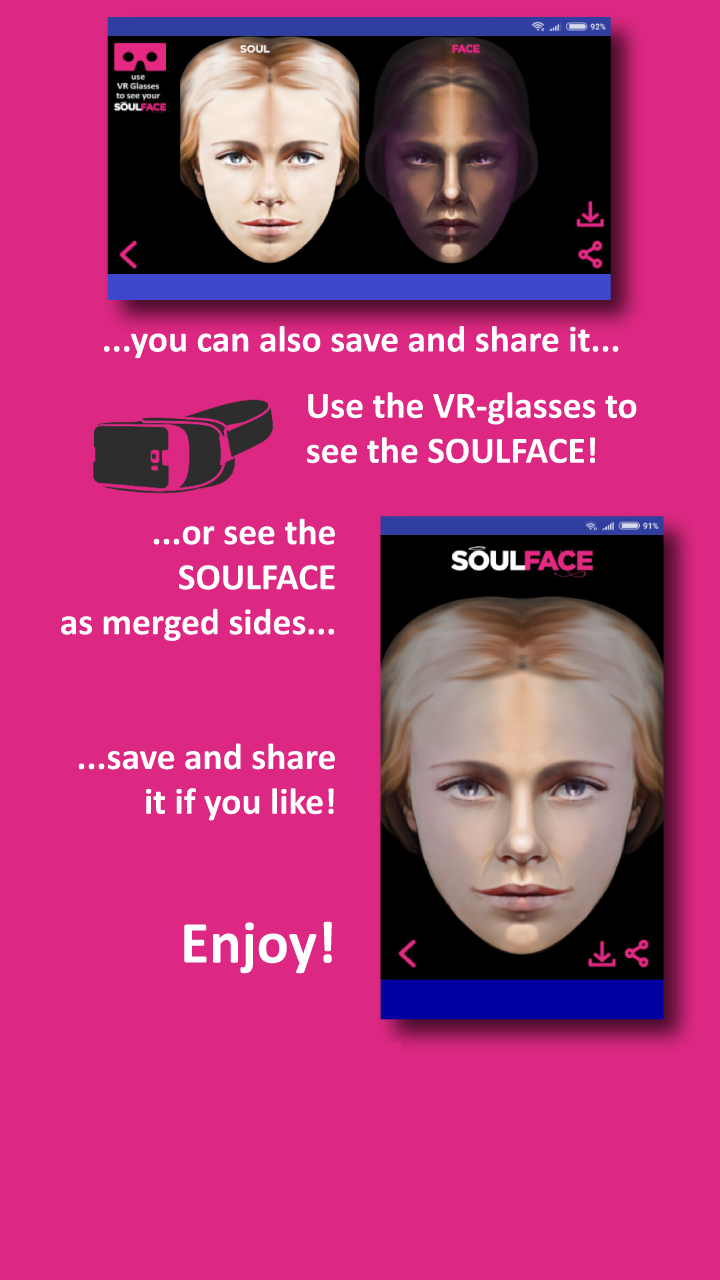 92%
SOUL
FACE
use
VR Glasses
to see your
SOULFACE
...you can also save and share it...
Use the VR-glasses to
see the SOULFACE!
...or see the
SOULFACE
as merged sides...
91%
SOULFACE
...save and share
it if you like!
Enjoy!